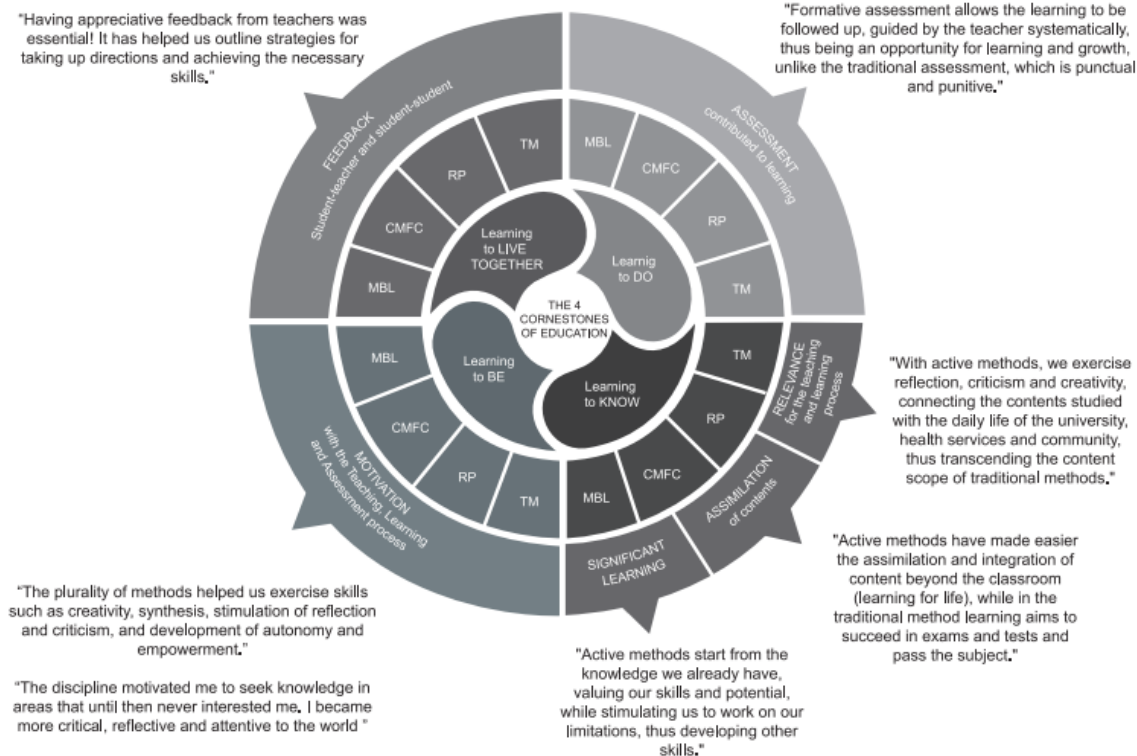 "Having appreciative feedback from teachers was
essential! It has helped us outline strategies for
taking up directions and achieving the necessary
skills."
"Formative assessment allows the learning to be
followed up, guided by the teacher systematically,
thus being an opportunity for learning and growth,
unlike the traditional assessment, which is punctual
and punitive."
FEEDBACK
Student-teacher and student-student
ASSESSMENT
contributed to learning
MBL
CMFC
RP
TM
MBL
CMFC
RP
TM
Learning
to LIVE
TOGETHER
Learnig
to DO
THE 4
CORNESTONES
OF EDUCATION
Learning
to BE
Learning
to KNOW
MBL
CMFC
RP
TM
MBL
CMFC
RP
TM
RELEVANCE
for the teaching
and learning
process
ASSIMILATION
of contents
SIGNIFICANT
LEARNING
MOTIVATION
with the Teaching, Learning
and Assessment process
"With active methods, we exercise
reflection, criticism and creativity,
connecting the contents studied
with the daily life of the university,
health services and community,
thus transcending the content
scope of traditional methods."
"Active methods have made easier
the assimilation and integration of
content beyond the classroom
(learning for life), while in the
traditional method learning aims to
succeed in exams and tests and
pass the subject."
"The plurality of methods helped us exercise skills
such as creativity, synthesis, stimulation of reflection
and criticism, and development of autonomy and
empowerment."
"The discipline motivated me to seek knowledge in
areas that until then never interested me. I became
more critical, reflective and attentive to the world "
"Active methods start from the
knowledge we already have,
valuing our skills and potential,
while stimulating us to work on our
limitations, thus developing other
skills."